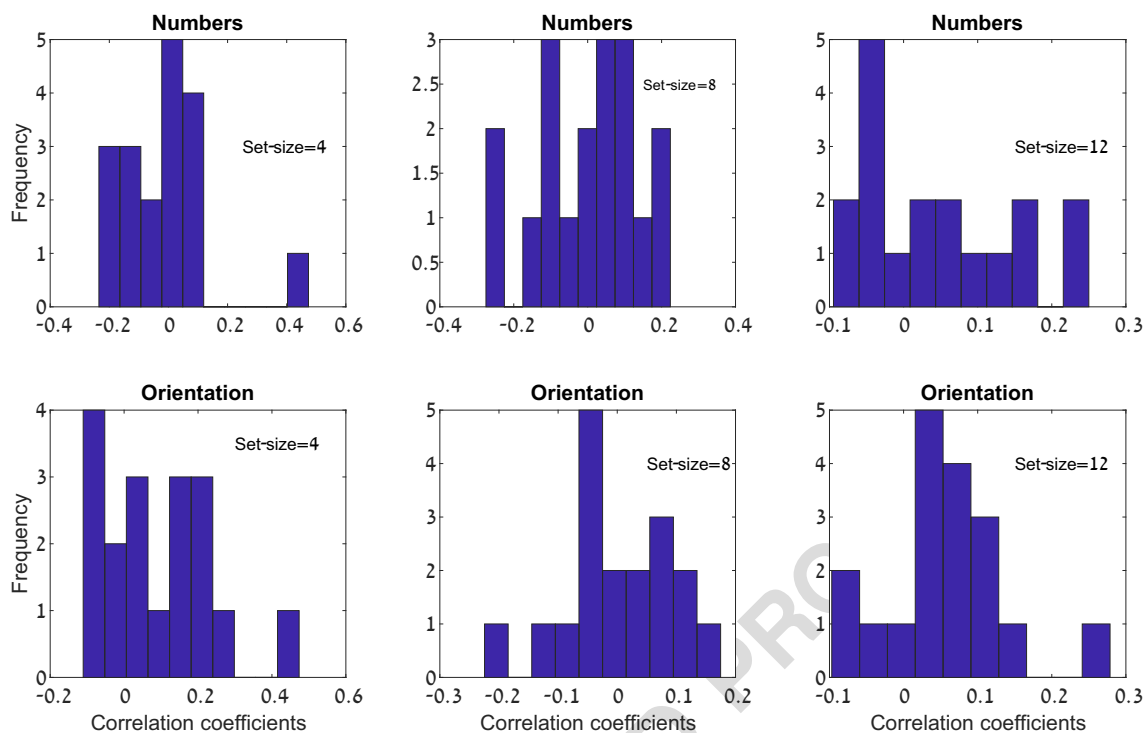 Numbers
5
4
3
2
1
0
Frequency
Set-size=4
-0.4 -0.2 0 0.2 0.4 0.6
Numbers
3
2.5
2
1.5
1
0.5
0
Set-size=8
-0.4 -0.2 0 0.2 0.4
Numbers
5
4
3
2
1
0
Set-size=12
-0.1 0 0.1 0.2 0.3
Orientation
4
3
2
1
0
Frequency
Set-size=4
-0.2 0 0.2 0.4 0.6
Correlation coefficients
Orientation
5
4
3
2
1
0
Set-size=8
-0.3 -0.2 -0.1 0 0.1 0.2
Correlation coefficients
Orientation
5
4
3
2
1
0
Set-size=12
-0.1 0 0.1 0.2 0.3
Correlation coefficients